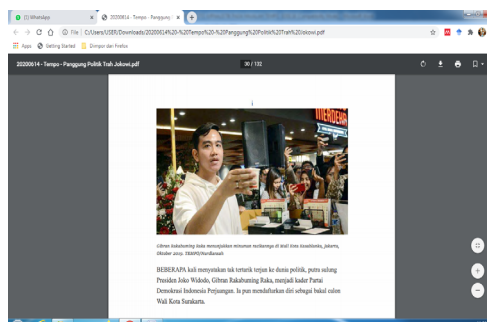 (1) WhatsApp
20200614 - Tempo - Panggung P
File
C:/Users/USER/Downloads/20200614%20-%20Tempo%20-%20Panggung%20Politik%20Trah%20Jokowi.pdf
Apps
Getting Started
Diimpor dari Firefox
20200614 - Tempo - Panggung Politik Trah Jokowi.pdf
30 / 132
MERDEKA
Gibran Rakabuming Raka menunjukkan minuman racikannya di Mall Kota Kasablanka, Jakarta,
Oktober 2019. TEMPO/Nurdiansah
BEBERAPA kali menyatakan tak tertarik terjun ke dunia politik, putra sulung
Presiden Joko Widodo, Gibran Rakabuming Raka, menjadi kader Partai
Demokrasi Indonesia Perjuangan. Ia pun mendaftarkan diri sebagai bakal calon
Wali Kota Surakarta.